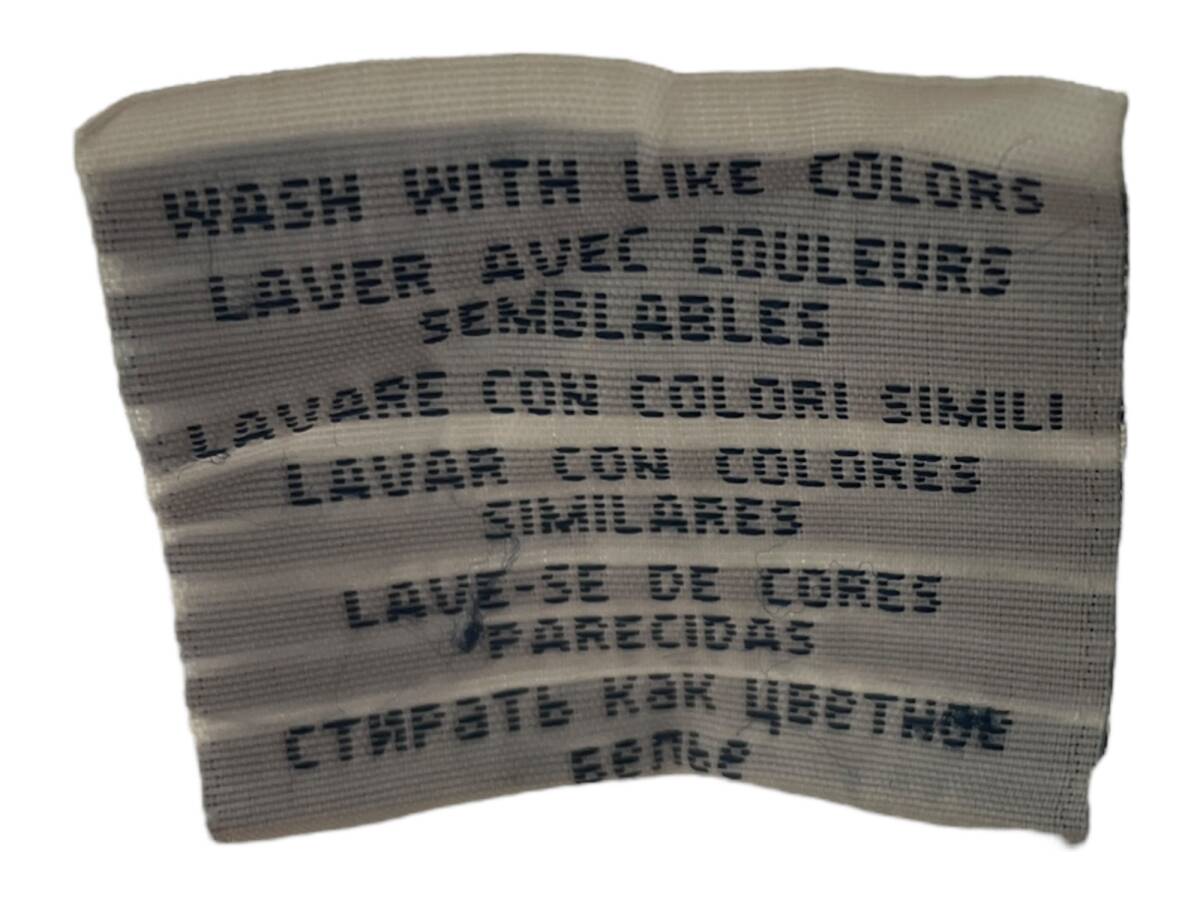 WASH WITH LIKE COLORS
LAVER AVEC COULEURS
SEMBLABLES
LAVARE CON COLORI SIMILI
LAVAR CON COLORES
SIMILARES
LAVE-SE DE CORES
PARECIDAS
стирать как цветное
белье